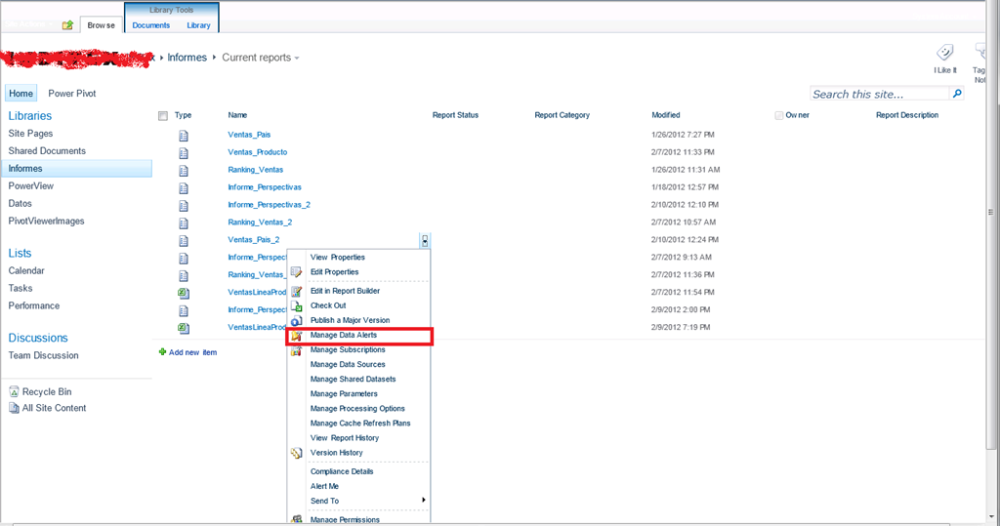 Library Tools
Browse Documents Library
Informes Current reports
I Like It
Home Power Pivot
Search this site...
Libraries
Site Pages
Shared Documents
Informes
PowerView
Datos
PivotViewerImages
Lists
Calendar
Tasks
Performance
Discussions
Team Discussion
Recycle Bin
All Site Content
Type Name Report Status Report Category Modified Owner Report Description
Ventas_Pais 1/26/2012 7:27 PM
Ventas_Producto 2/7/2012 11:33 PM
Ranking_Ventas 1/26/2012 11:31 AM
Informe_Perspectivas 1/18/2012 12:57 PM
Informe_Perspectivas_2 2/10/2012 12:10 PM
Ranking_Ventas_2 2/7/2012 10:57 AM
Ventas_Pais_2 2/10/2012 12:24 PM
Informe_Perspec 2/7/2012 9:13 AM
Ranking_Ventas_ 2/7/2012 11:36 PM
VentasLineaProd 2/7/2012 11:54 PM
Informe_Perspec 2/9/2012 2:00 PM
VentasLineaProd 2/9/2012 7:19 PM
Add new item
View Properties
Edit Properties
Edit in Report Builder
Check Out
Publish a Major Version
Manage Data Alerts
Manage Subscriptions
Manage Data Sources
Manage Shared Datasets
Manage Parameters
Manage Processing Options
Manage Cache Refresh Plans
View Report History
Version History
Compliance Details
Alert Me
Send To
Manage Permissions